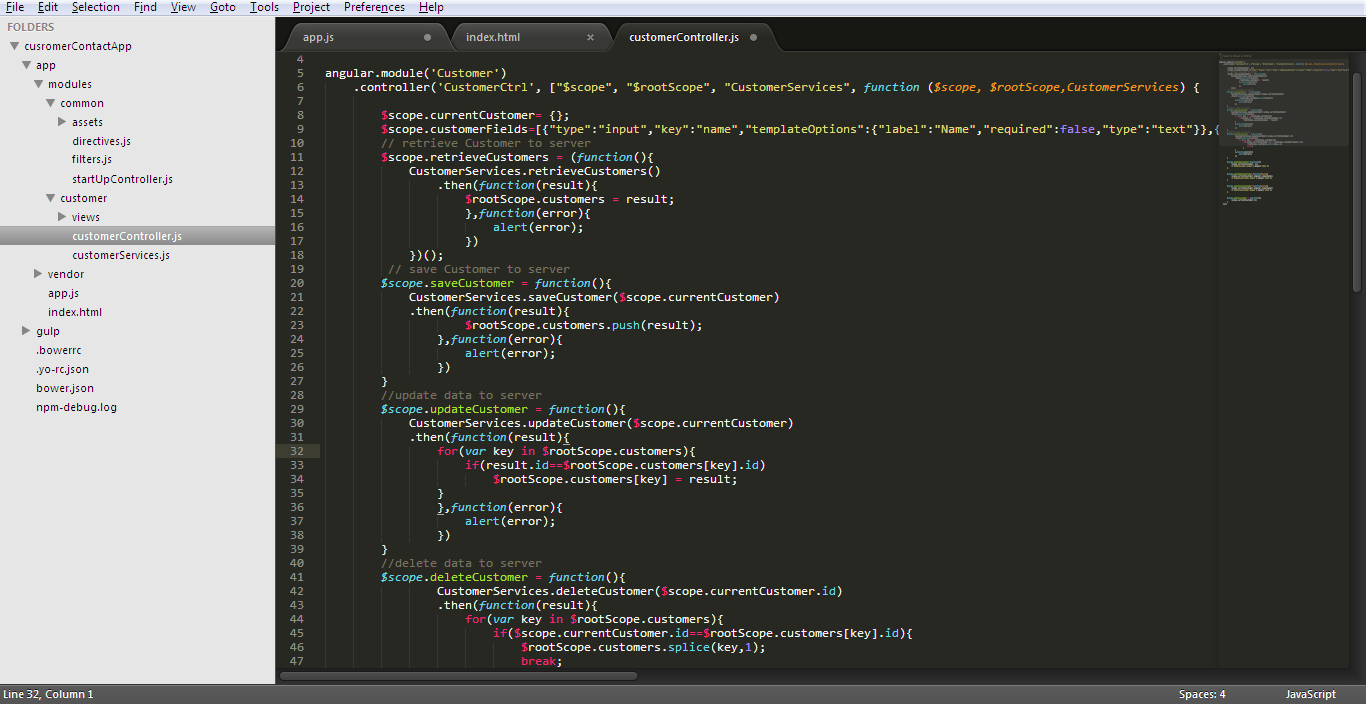 File Edit Selection Find View Goto Tools Project Preferences Help
FOLDERS
cusromerContactApp
app
modules
common
assets
directives.js
filters.js
startUpController.js
customer
views
customerController.js
customerServices.js
vendor
app.js
index.html
gulp
.bowerrc
.yo-rc.json
bower.json
npm-debug.log
app.js index.html customerController.js
4
5 angular.module('Customer')
6 .controller('CustomerCtrl', ["$scope", "$rootScope", "CustomerServices", function ($scope, $rootScope,CustomerServices) {
7
8 $scope.currentCustomer= {};
9 $scope.customerFields=[{"type":"input","key":"name","templateOptions":{"label":"Name","required":false,"type":"text"}},{
10 // retrieve Customer to server
11 $scope.retrieveCustomers = (function(){
12 CustomerServices.retrieveCustomers()
13 .then(function(result){
14 $rootScope.customers = result;
15 },function(error){
16 alert(error);
17 })
18 })();
19 // save Customer to server
20 $scope.saveCustomer = function(){
21 CustomerServices.saveCustomer($scope.currentCustomer)
22 .then(function(result){
23 $rootScope.customers.push(result);
24 },function(error){
25 alert(error);
26 })
27 }
28 //update data to server
29 $scope.updateCustomer = function(){
30 CustomerServices.updateCustomer($scope.currentCustomer)
31 .then(function(result){
32 for(var key in $rootScope.customers){
33 if(result.id==$rootScope.customers[key].id)
34 $rootScope.customers[key] = result;
35 }
36 },function(error){
37 alert(error);
38 })
39 }
40 //delete data to server
41 $scope.deleteCustomer = function(){
42 CustomerServices.deleteCustomer($scope.currentCustomer.id)
43 .then(function(result){
44 for(var key in $rootScope.customers){
45 if($scope.currentCustomer.id==$rootScope.customers[key].id){
46 $rootScope.customers.splice(key,1);
47 break;
Line 32, Column 1 Spaces: 4 JavaScript